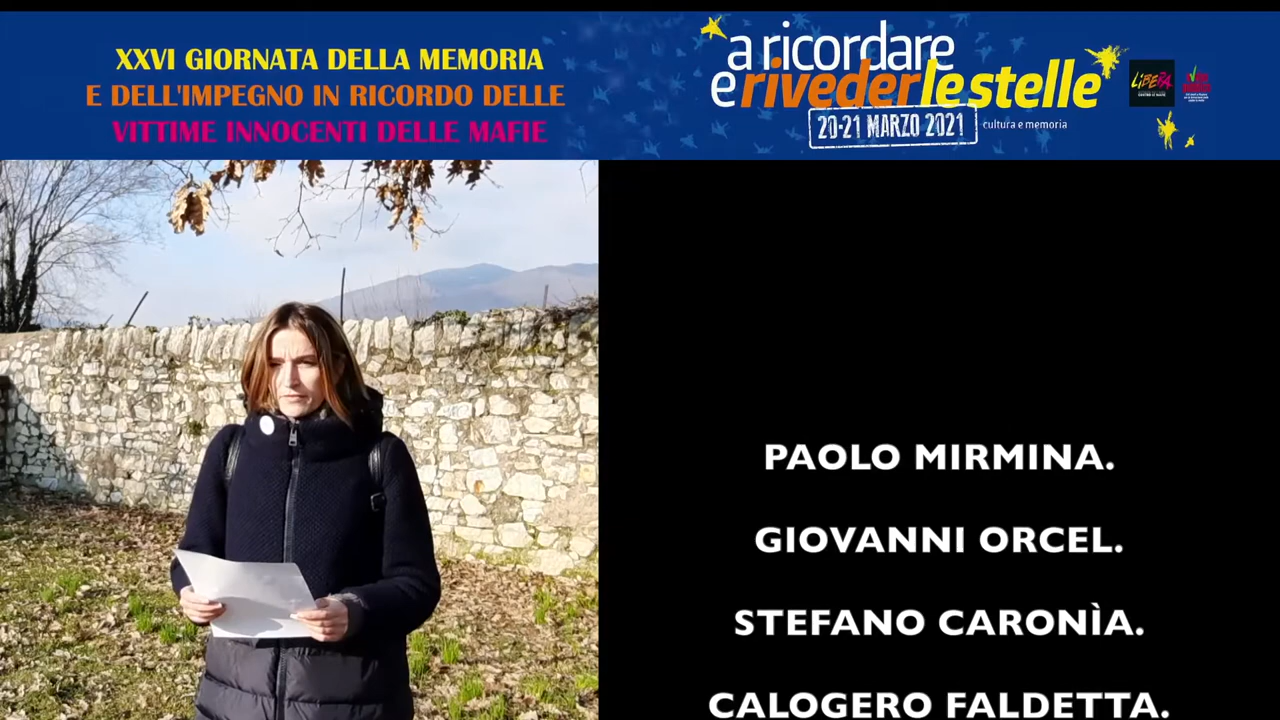 XXVI GIORNATA DELLA MEMORIA
E DELL'IMPEGNO IN RICORDO DELLE
VITTIME INNOCENTI DELLE MAFIE
a ricordare
e riveder le stelle
20-21 MARZO 2021
cultura e memoria
LIBERA
PAOLO MIRMINA.
GIOVANNI ORCEL.
STEFANO CARONÌA.
CALOGERO FALDETTA.